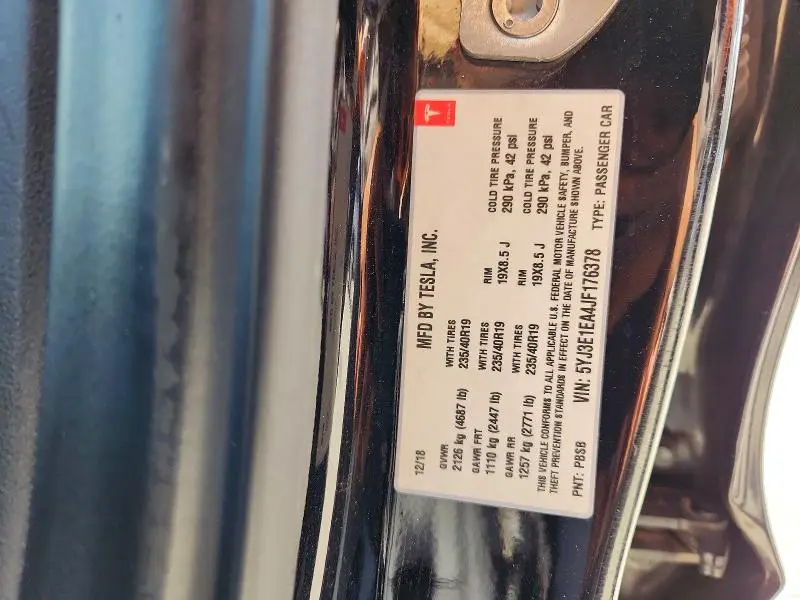 MFD BY TESLA, INC.
12/18
GVWR WITH TIRES
2126 kg (4687 lb) 235/40R19
GAWR FRT WITH TIRES RIM COLD TIRE PRESSURE
1110 kg (2447 lb) 235/40R19 19X8.5 J 290 kPa, 42 psi
GAWR RR WITH TIRES RIM COLD TIRE PRESSURE
1257 kg (2771 lb) 235/40R19 19X8.5 J 290 kPa, 42 psi
THIS VEHICLE CONFORMS TO ALL APPLICABLE U.S. FEDERAL MOTOR VEHICLE SAFETY, BUMPER, AND
THEFT PREVENTION STANDARDS IN EFFECT ON THE DATE OF MANUFACTURE SHOWN ABOVE.
PNT: PBSB VIN: 5YJ3E1EA4JF176378 TYPE: PASSENGER CAR